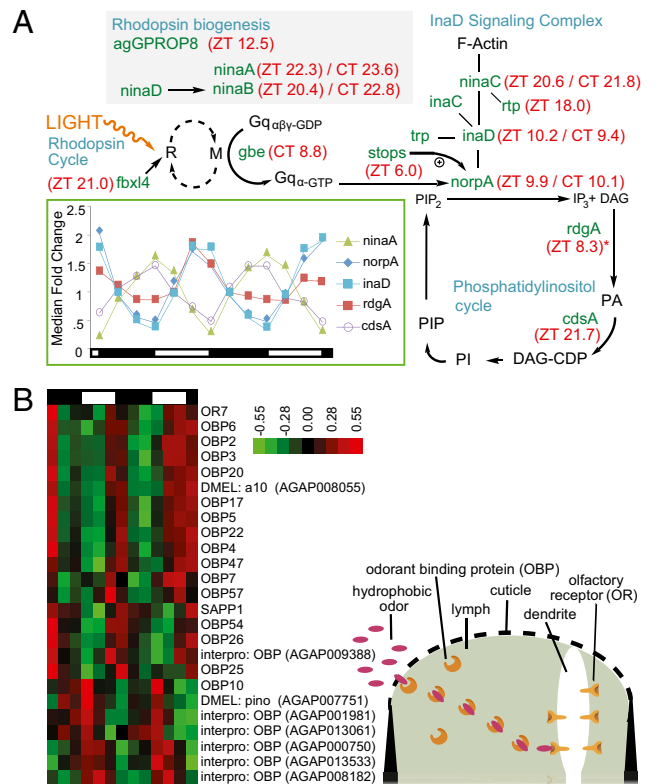 A
Rhodopsin biogenesis
agGPROP8 (ZT 12.5)
ninaA (ZT 22.3) / CT 23.6)
ninaD ninaB (ZT 20.4) / CT 22.8)
InaD Signaling Complex
F-Actin
ninaC (ZT 20.6 / CT 21.8)
rtp (ZT 18.0)
inaC
trp inaD (ZT 10.2 / CT 9.4)
stops (ZT 6.0)
+
norpA (ZT 9.9 / CT 10.1)
LIGHT
Rhodopsin Cycle
R M
(ZT 21.0) fbxl4
Gqαβγ-GDP
gbe (CT 8.8)
Gqα-GTP
PIP2 IP3+ DAG
rdgA
(ZT 8.3)*
PA
Phosphatidylinositol cycle
cdsA
(ZT 21.7)
DAG-CDP
PI
PIP
Median Fold Change
2.5
2
1.5
1
.5
0
ninaA
norpA
inaD
rdgA
cdsA
B
OR7
OBP6
OBP2
OBP3
OBP20
DMEL: a10 (AGAP008055)
OBP17
OBP5
OBP22
OBP4
OBP47
OBP7
OBP57
SAPP1
OBP54
OBP26
interpro: OBP (AGAP009388)
OBP25
OBP10
DMEL: pino (AGAP007751)
interpro: OBP (AGAP001981)
interpro: OBP (AGAP013061)
interpro: OBP (AGAP000750)
interpro: OBP (AGAP013533)
interpro: OBP (AGAP008182)
-0.55
-0.28
0.00
0.28
0.55
odorant binding protein (OBP)
hydrophobic odor
lymph
cuticle
dendrite
olfactory receptor (OR)